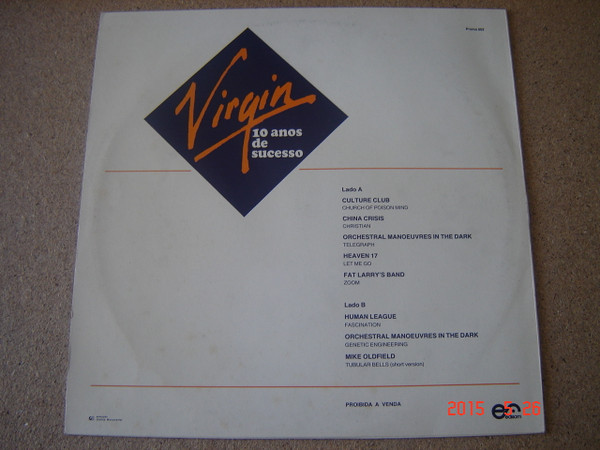 Virgin
10 anos
de
sucesso
Lado A
CULTURE CLUB
CHURCH OF POISON MIND
CHINA CRISIS
CHRISTIAN
ORCHESTRAL MANOEUVRES IN THE DARK
TELEGRAPH
HEAVEN 17
LET ME GO
FAT LARRY'S BAND
ZOOM
Lado B
HUMAN LEAGUE
FASCINATION
ORCHESTRAL MANOEUVRES IN THE DARK
GENETIC ENGINEERING
MIKE OLDFIELD
TUBULAR BELLS (short version)
PROIBIDA A VENDA
2015 5.26